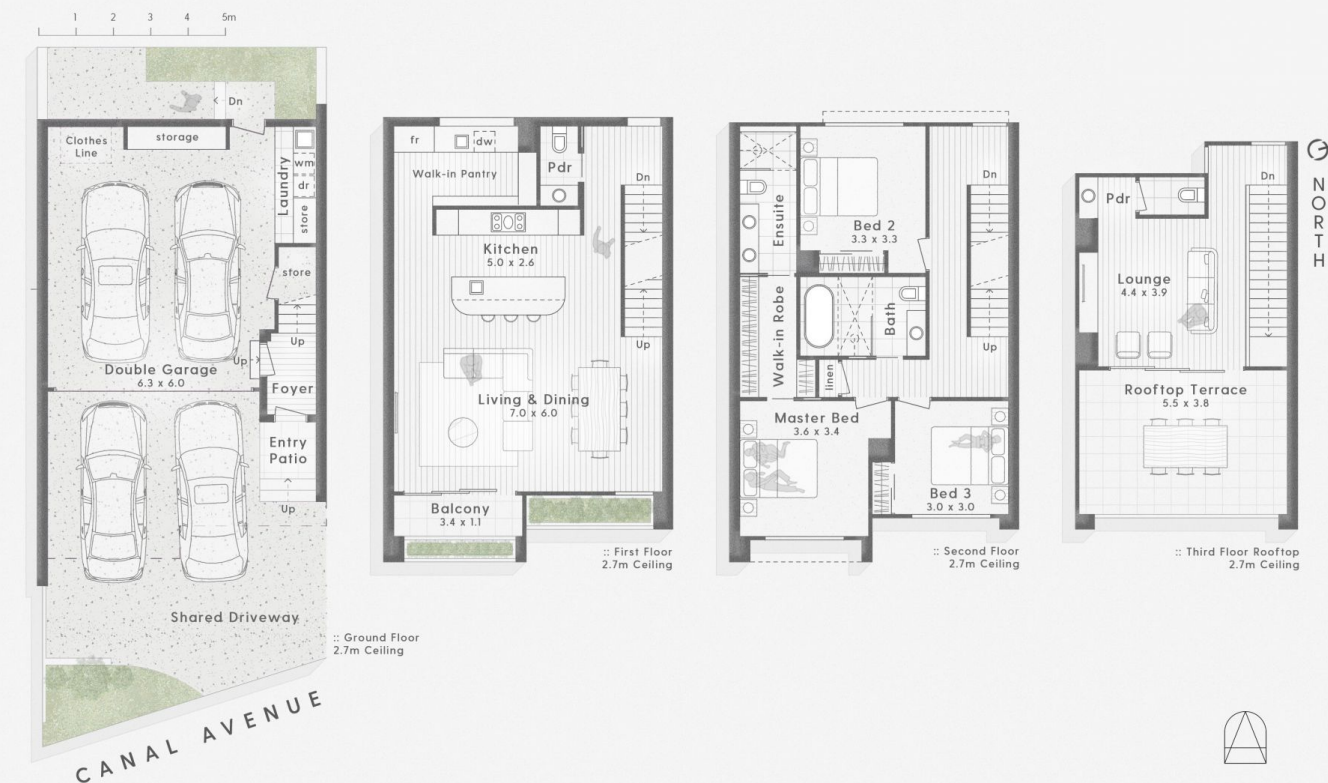 1 2 3 4 5m
Dn
Clothes
Line
storage
Laundry
wm
dr
store
store
Up
Up
Double Garage
6.3 x 6.0
Foyer
Entry
Patio
Up
Shared Driveway
:: Ground Floor
2.7m Ceiling
CANAL AVENUE
fr
dw
Walk-in Pantry
Pdr
Dn
Kitchen
5.0 x 2.6
Up
Living & Dining
7.0 x 6.0
Balcony
3.4 x 1.1
:: First Floor
2.7m Ceiling
Ensuite
Bed 2
3.3 x 3.3
Dn
Walk-in Robe
Bath
Up
linen
Master Bed
3.6 x 3.4
Bed 3
3.0 x 3.0
:: Second Floor
2.7m Ceiling
Pdr
Dn
Lounge
4.4 x 3.9
Rooftop Terrace
5.5 x 3.8
:: Third Floor Rooftop
2.7m Ceiling
NORTH